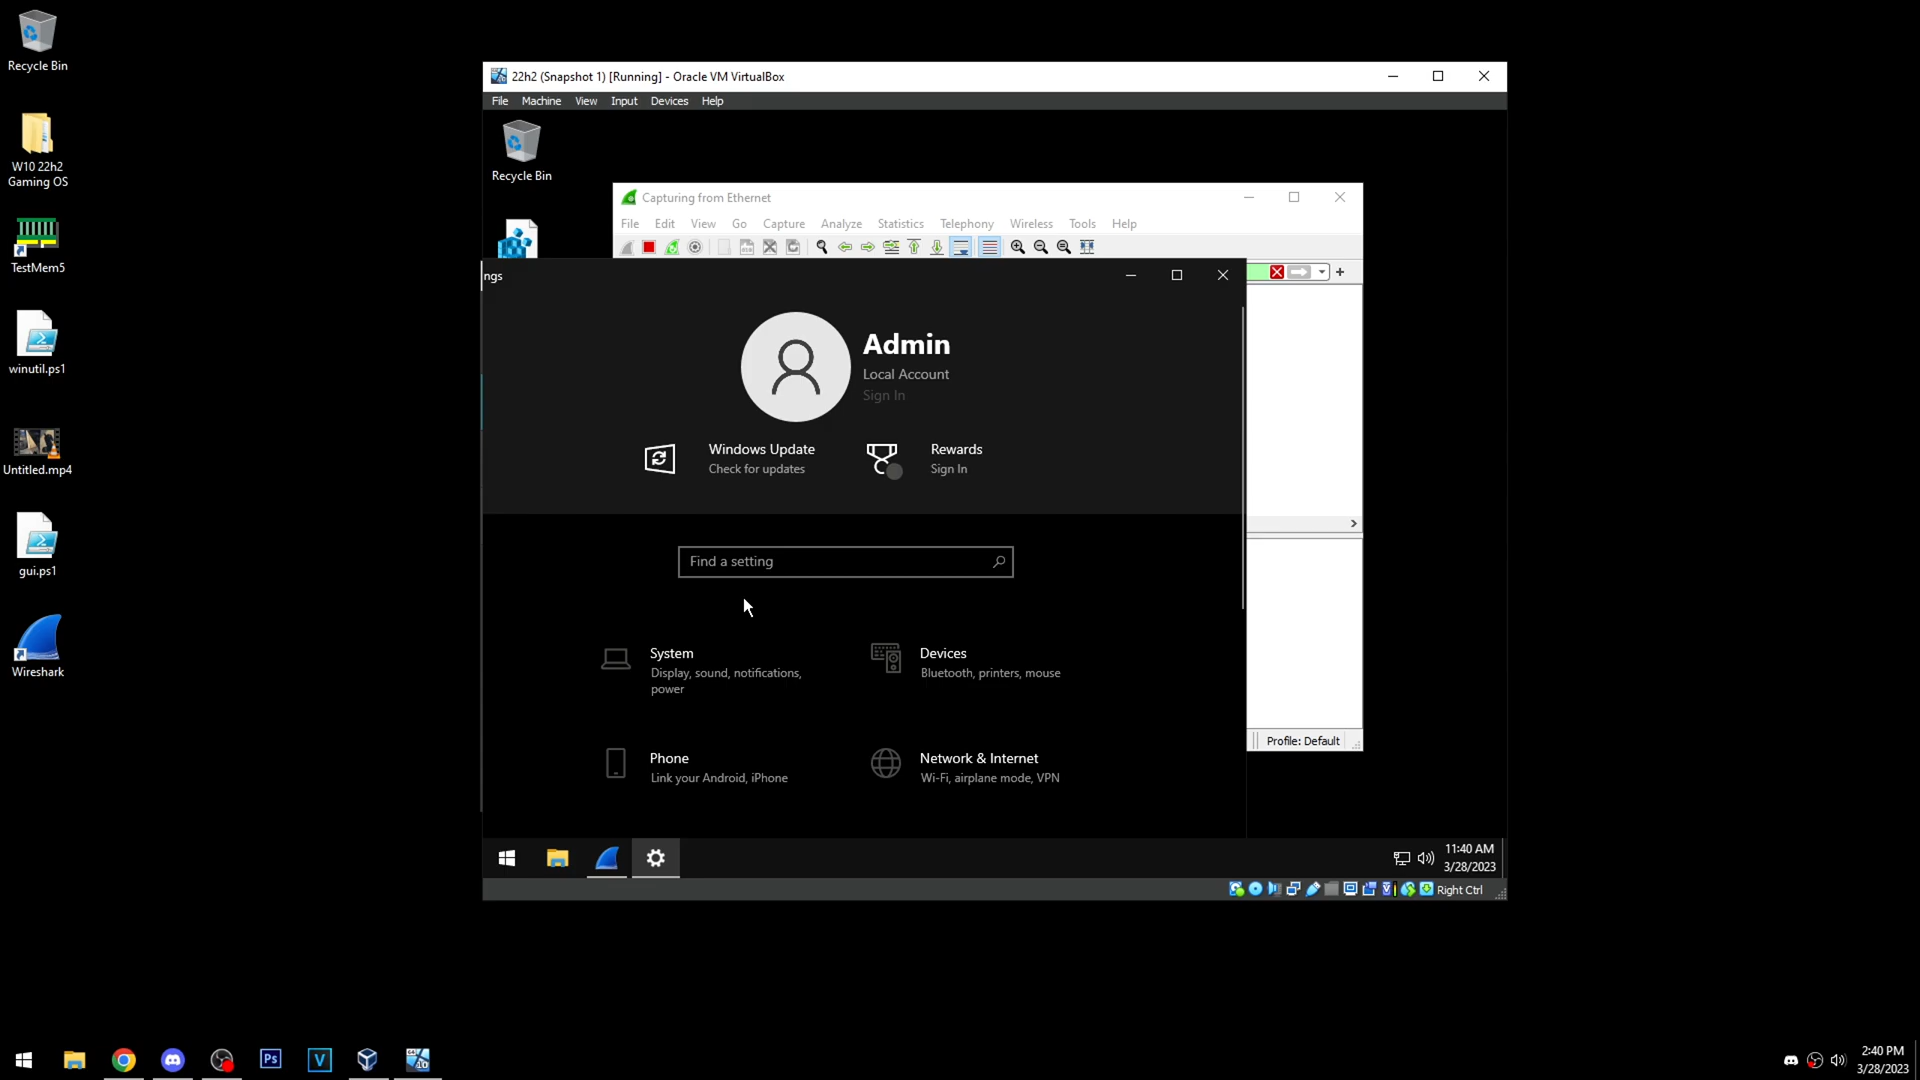 Recycle Bin
W10 22h2
Gaming OS
TestMem5
winutil.ps1
Untitled.mp4
gui.ps1
Wireshark
22h2 (Snapshot 1) [Running] - Oracle VM VirtualBox
File Machine View Input Devices Help
Recycle Bin
Capturing from Ethernet
File Edit View Go Capture Analyze Statistics Telephony Wireless Tools Help
ngs
Admin
Local Account
Sign In
Windows Update
Check for updates
Rewards
Sign In
Find a setting
System
Display, sound, notifications,
power
Devices
Bluetooth, printers, mouse
Phone
Link your Android, iPhone
Network & Internet
Wi-Fi, airplane mode, VPN
Profile: Default
11:40 AM
3/28/2023
Right Ctrl
Ps
V
2:40 PM
3/28/2023